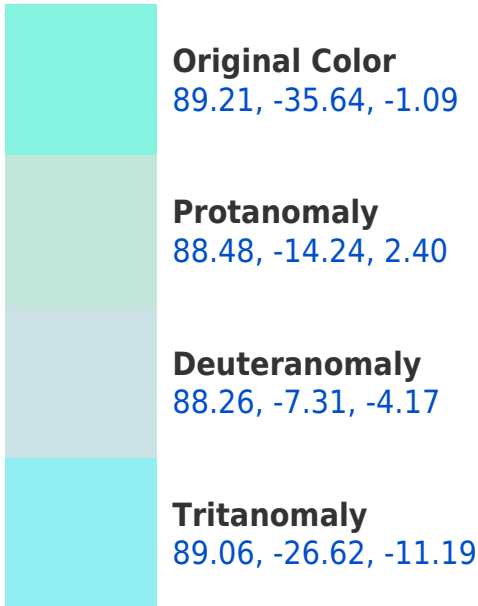 Original Color
89.21, -35.64, -1.09
Protanomaly
88.48, -14.24, 2.40
Deuteranomaly
88.26, -7.31, -4.17
Tritanomaly
89.06, -26.62, -11.19